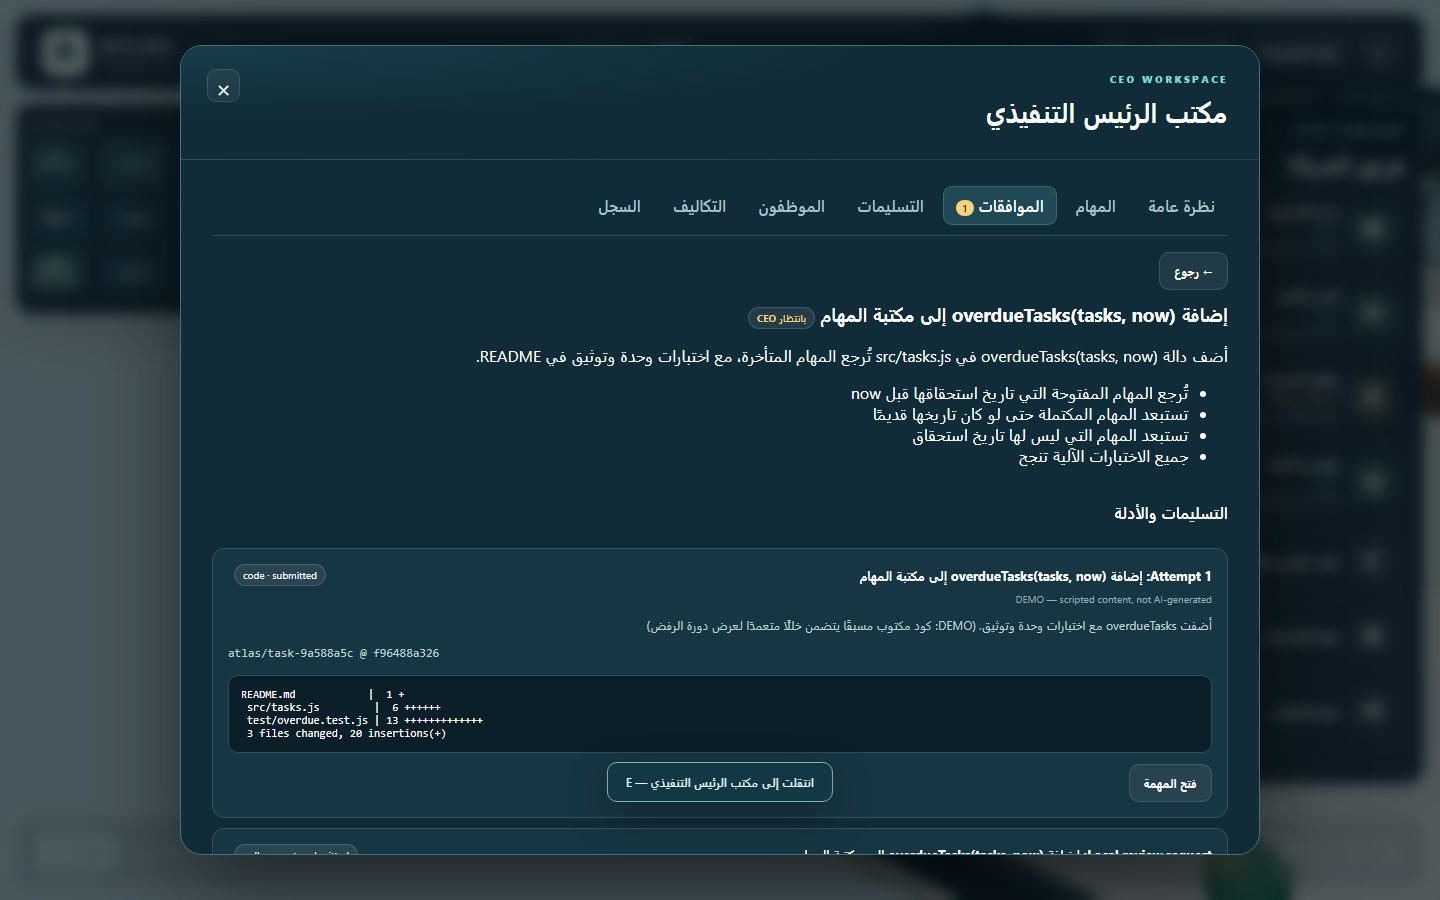 CEO WORKSPACE
مكتب الرئيس التنفيذي
✕
نظرة عامة
المهام
الموافقات 1
التسليمات
الموظفون
التكاليف
السجل
← رجوع
إضافة overdueTasks(tasks, now) إلى مكتبة المهام بانتظار CEO
أضف دالة overdueTasks(tasks, now) في src/tasks.js تُرجع المهام المتأخرة، مع اختبارات وحدة وتوثيق في README.
• تُرجع المهام المفتوحة التي تاريخ استحقاقها قبل now
• تستبعد المهام المكتملة حتى لو كان تاريخها قديمًا
• تستبعد المهام التي ليس لها تاريخ استحقاق
• جميع الاختبارات الآلية تنجح
التسليمات والأدلة
Attempt 1: إضافة overdueTasks(tasks, now) إلى مكتبة المهام
code · submitted
DEMO — scripted content, not AI-generated
أضفت overdueTasks مع اختبارات وحدة وتوثيق. (DEMO: كود مكتوب مسبقًا يتضمن خللًا متعمدًا لعرض دورة الرفض)
atlas/task-9a588a5c @ f96488a326
README.md | 1 +
src/tasks.js | 6 ++++++
test/overdue.test.js | 13 +++++++++++++
3 files changed, 20 insertions(+)
فتح المهمة
انتقلت إلى مكتب الرئيس التنفيذي — E